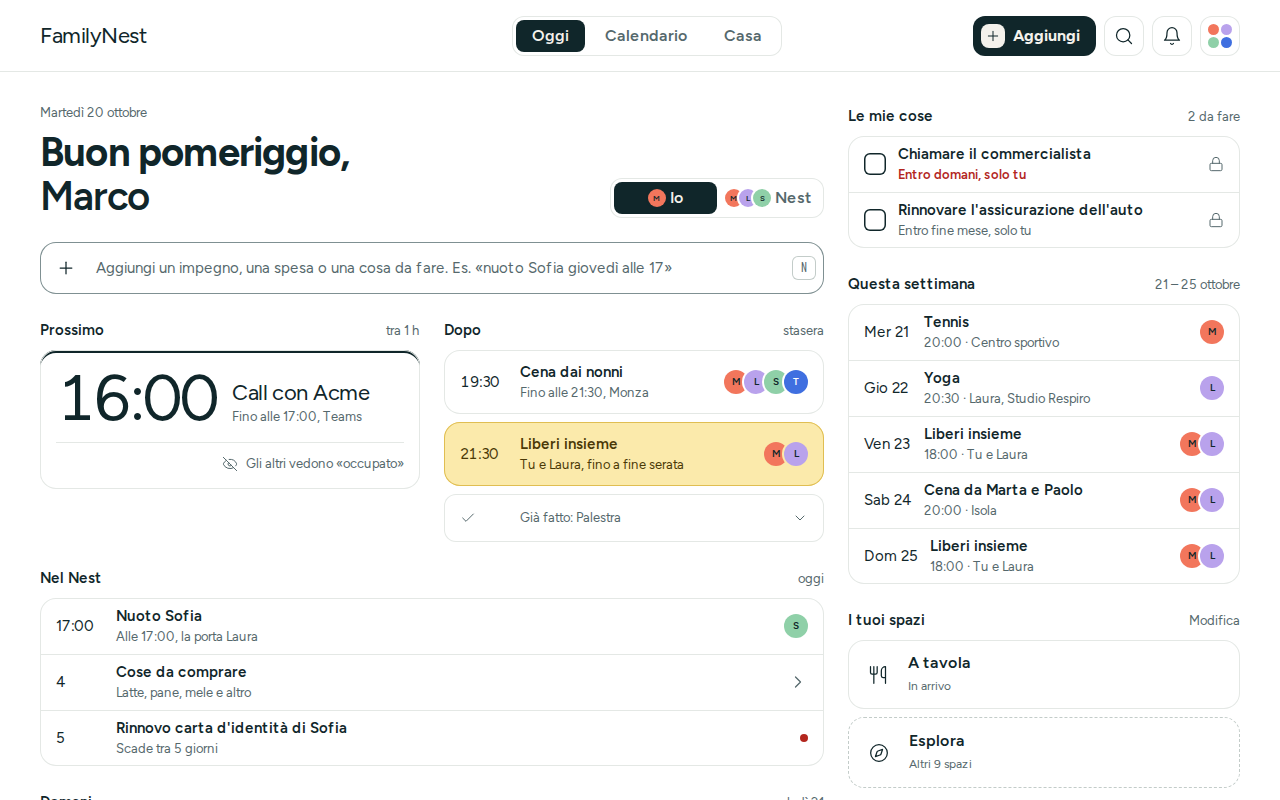 FamilyNest
Oggi
Calendario
Casa
Aggiungi
Martedì 20 ottobre
Buon pomeriggio,
Marco
M Io
M L S Nest
Aggiungi un impegno, una spesa o una cosa da fare. Es. «nuoto Sofia giovedì alle 17»
N
Prossimo
tra 1 h
16:00
Call con Acme
Fino alle 17:00, Teams
Gli altri vedono «occupato»
Dopo
stasera
19:30
Cena dai nonni
Fino alle 21:30, Monza
M L S T
21:30
Liberi insieme
Tu e Laura, fino a fine serata
M L
Già fatto: Palestra
Nel Nest
oggi
17:00
Nuoto Sofia
Alle 17:00, la porta Laura
S
4
Cose da comprare
Latte, pane, mele e altro
5
Rinnovo carta d'identità di Sofia
Scade tra 5 giorni
Le mie cose
2 da fare
Chiamare il commercialista
Entro domani, solo tu
Rinnovare l'assicurazione dell'auto
Entro fine mese, solo tu
Questa settimana
21–25 ottobre
Mer 21
Tennis
20:00 · Centro sportivo
M
Gio 22
Yoga
20:30 · Laura, Studio Respiro
L
Ven 23
Liberi insieme
18:00 · Tu e Laura
M L
Sab 24
Cena da Marta e Paolo
20:00 · Isola
M L
Dom 25
Liberi insieme
18:00 · Tu e Laura
M L
I tuoi spazi
Modifica
A tavola
In arrivo
Esplora
Altri 9 spazi